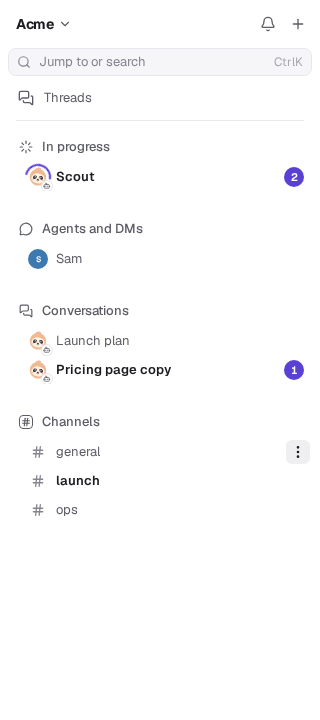 Acme
Jump to or search CtrlK
Threads
In progress
Scout 2
Agents and DMs
S Sam
Conversations
Launch plan
Pricing page copy 1
Channels
general
launch
ops